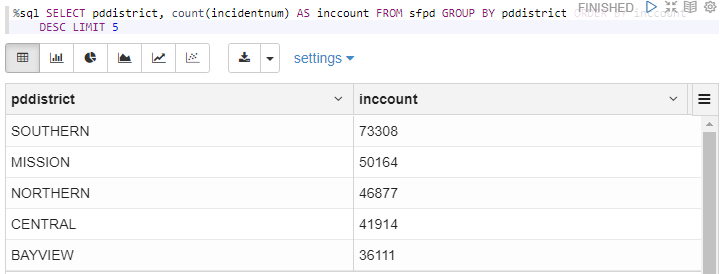 %sql SELECT pddistrict, count(incidentnum) AS inccount FROM sfpd GROUP BY pddistrict ORDER BY inccount
FINISHED
DESC LIMIT 5
settings
pddistrict inccount
SOUTHERN 73308
MISSION 50164
NORTHERN 46877
CENTRAL 41914
BAYVIEW 36111